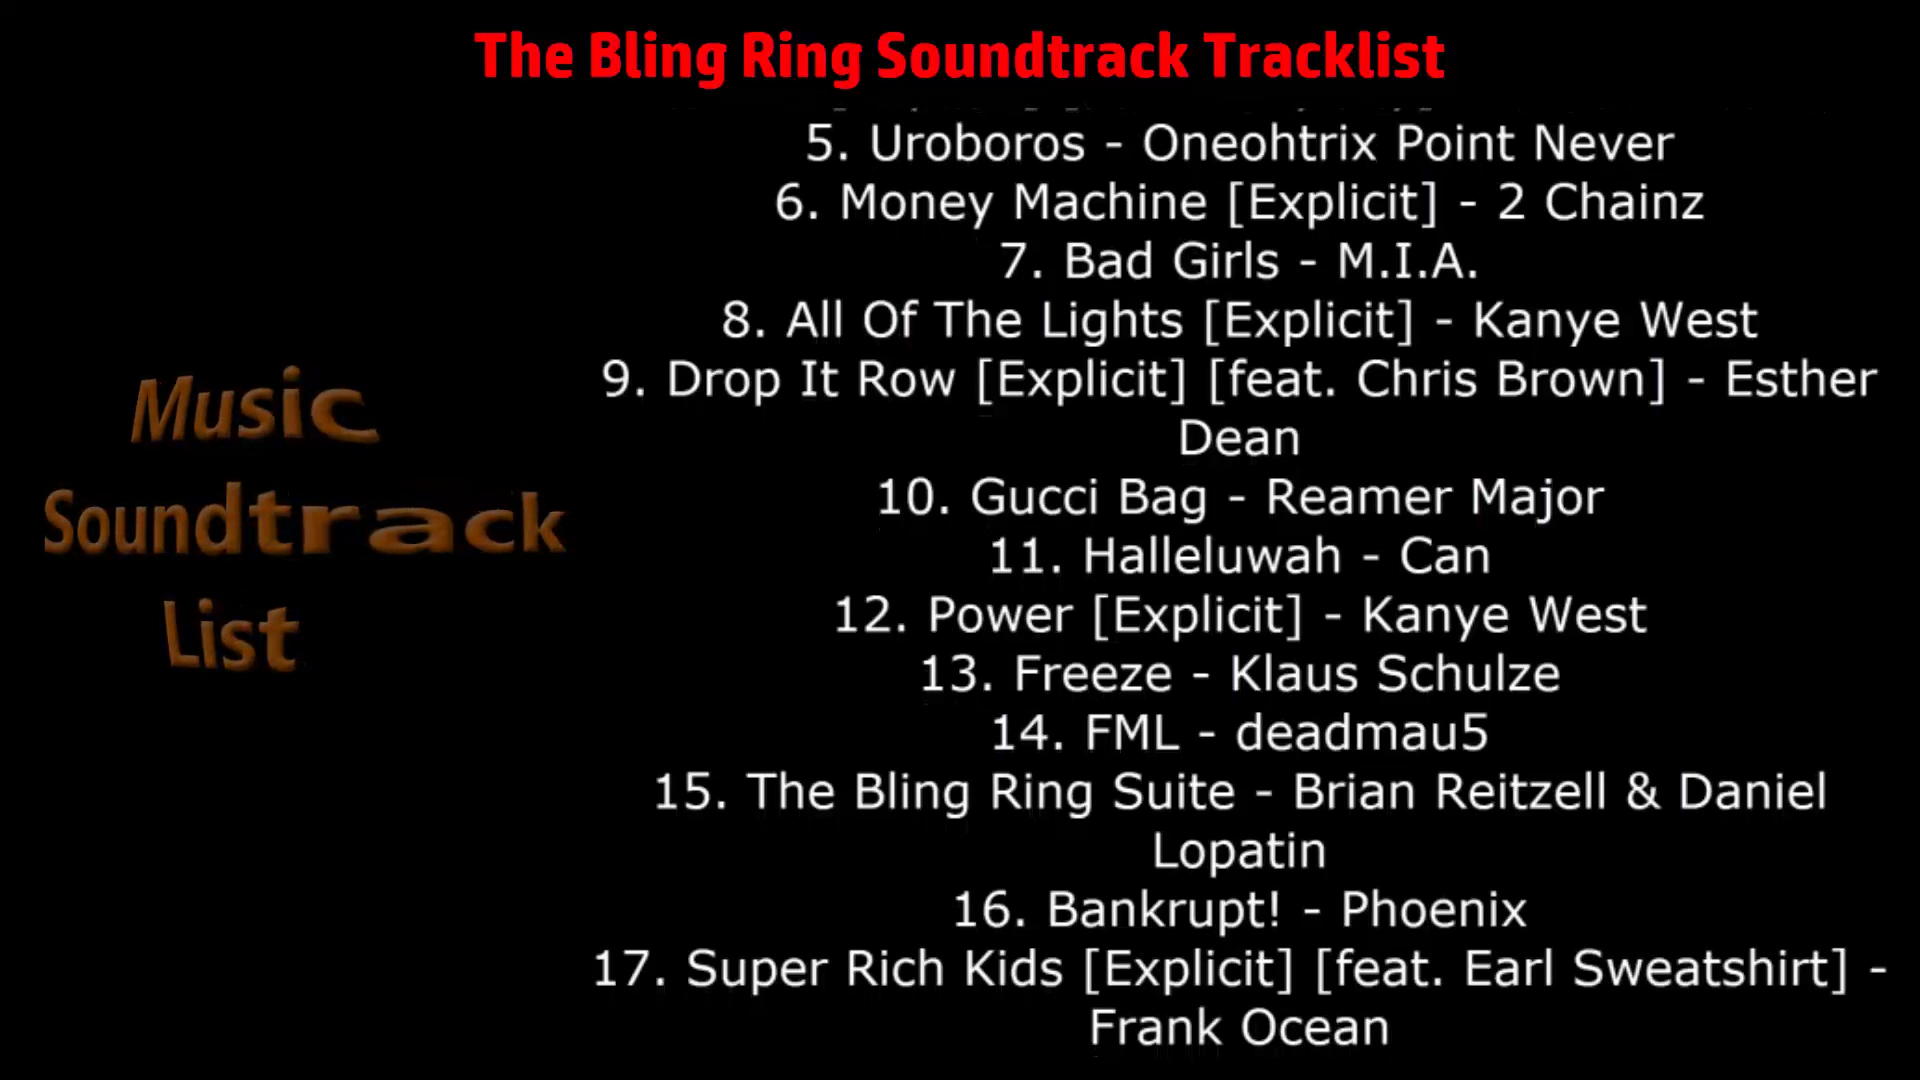 The Bling Ring Soundtrack Tracklist
5. Uroboros - Oneohtrix Point Never
6. Money Machine [Explicit] - 2 Chainz
7. Bad Girls - M.I.A.
8. All Of The Lights [Explicit] - Kanye West
9. Drop It Row [Explicit] [feat. Chris Brown] - Esther
Dean
10. Gucci Bag - Reamer Major
11. Halleluwah - Can
12. Power [Explicit] - Kanye West
13. Freeze - Klaus Schulze
14. FML - deadmau5
15. The Bling Ring Suite - Brian Reitzell & Daniel
Lopatin
16. Bankrupt! - Phoenix
17. Super Rich Kids [Explicit] [feat. Earl Sweatshirt] -
Frank Ocean
Music
Soundtrack
List